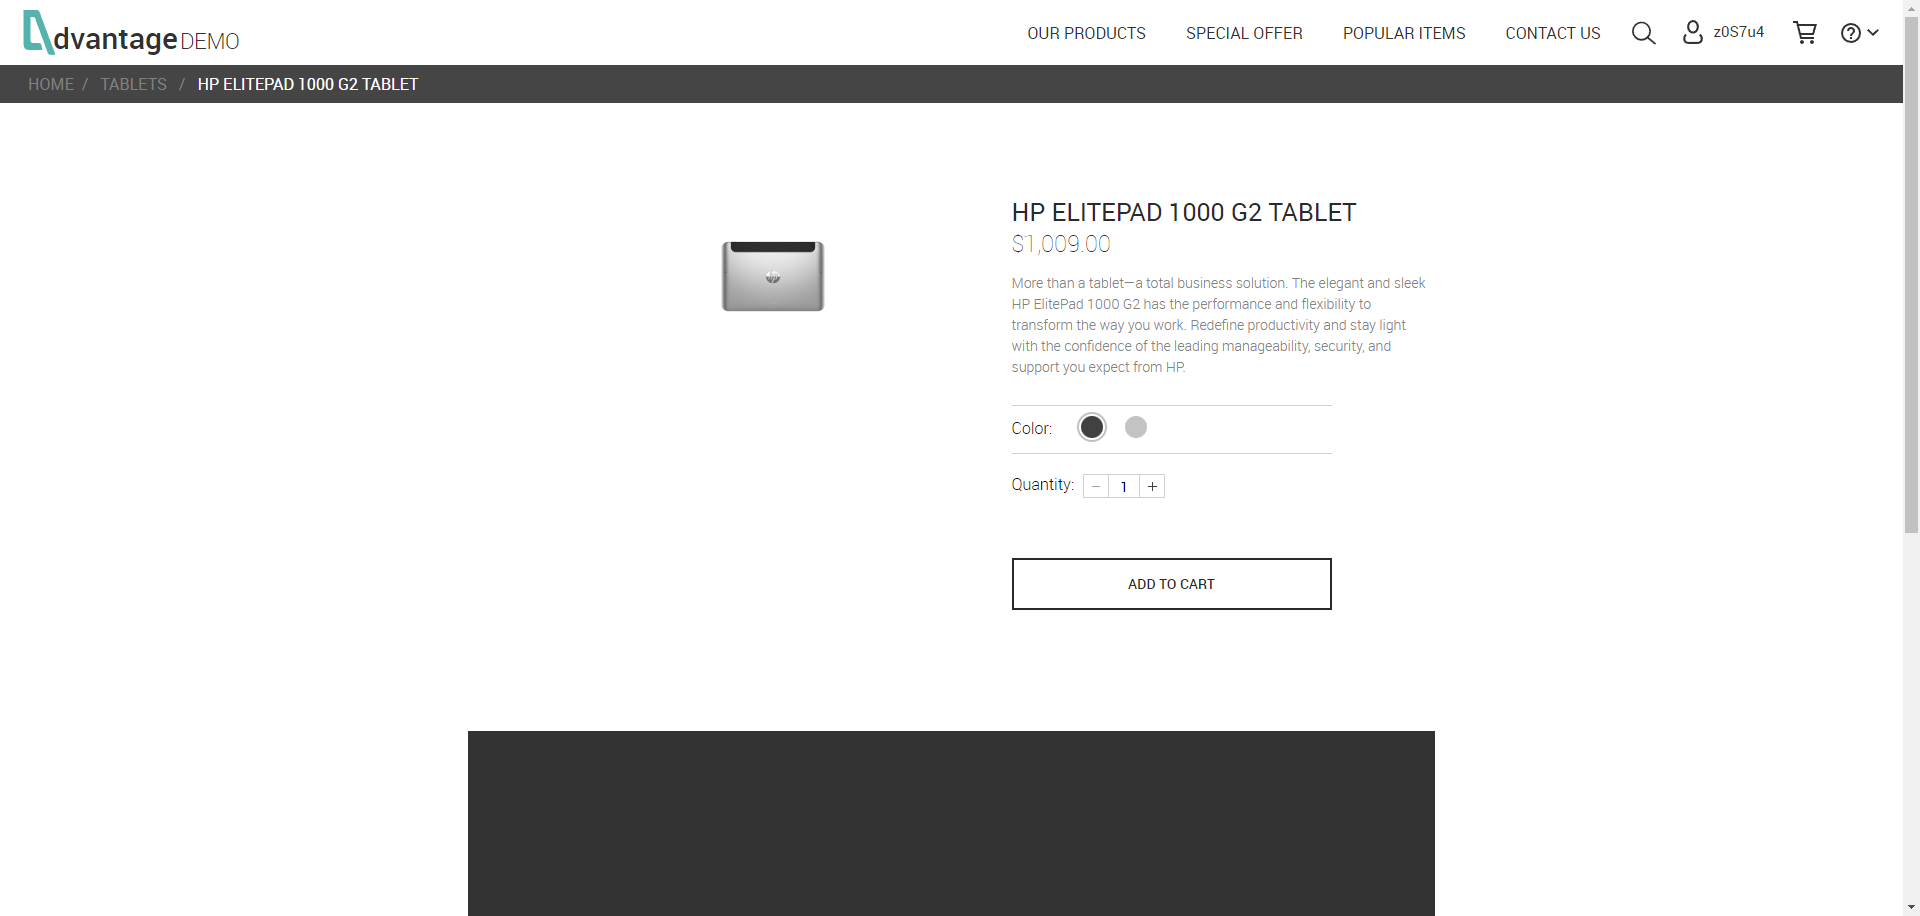 dvantage DEMO
OUR PRODUCTS SPECIAL OFFER POPULAR ITEMS CONTACT US z0S7u4
HOME / TABLETS / HP ELITEPAD 1000 G2 TABLET
HP ELITEPAD 1000 G2 TABLET
$1,009.00
More than a tablet—a total business solution. The elegant and sleek
HP ElitePad 1000 G2 has the performance and flexibility to
transform the way you work. Redefine productivity and stay light
with the confidence of the leading manageability, security, and
support you expect from HP.
Color:
Quantity: − 1 +
ADD TO CART
hp